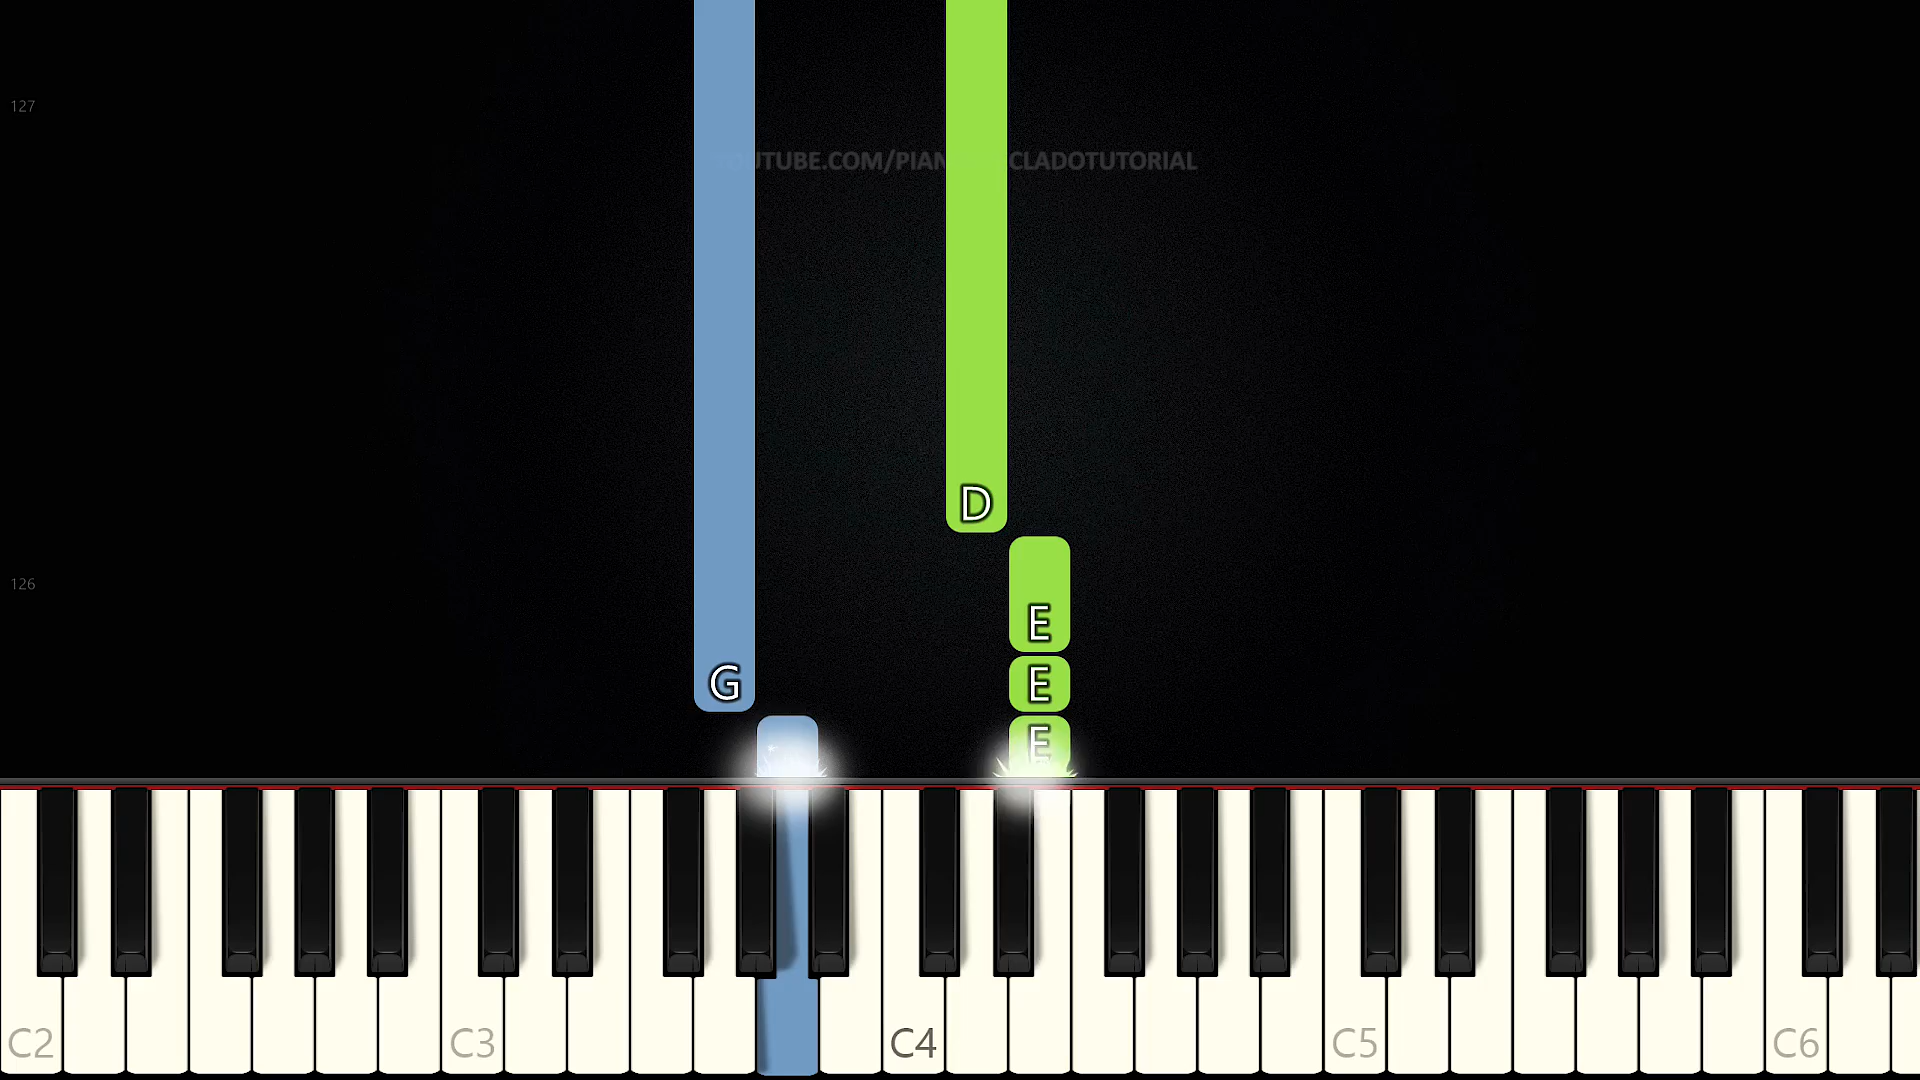 127
UTUBE.COM/PIAN CLADOTUTORIAL
D
126
E
G
E
E
C2
C3
C4
C5
C6